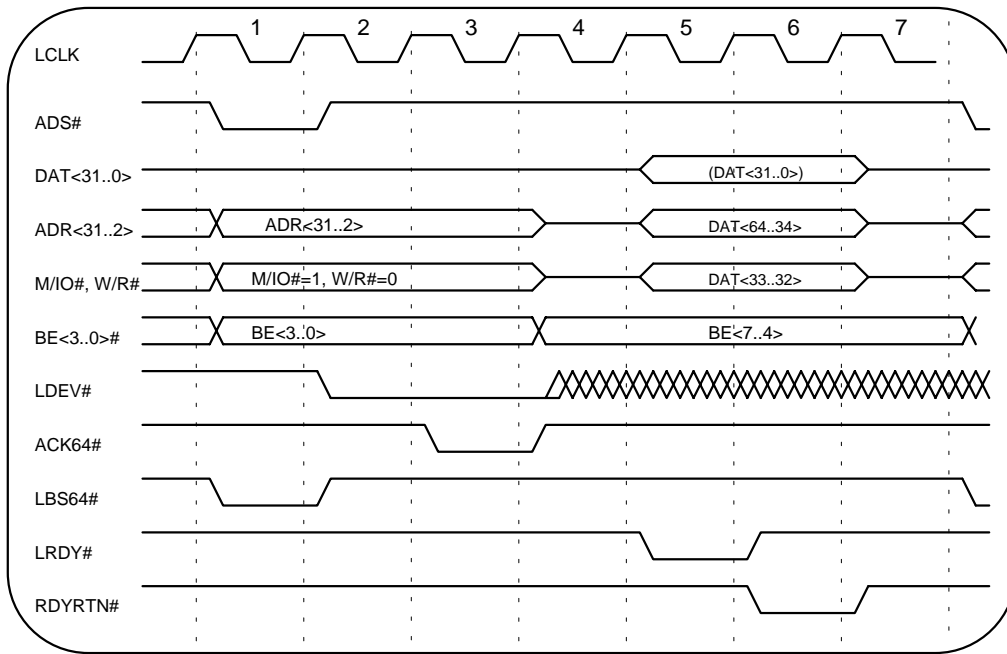 1 2 3 4 5 6 7
LCLK
ADS#
DAT<31..0> (DAT<31..0>)
ADR<31..2> ADR<31..2> DAT<64..34>
M/IO#, W/R# M/IO#=1, W/R#=0 DAT<33..32>
BE<3..0># BE<3..0> BE<7..4>
LDEV#
ACK64#
LBS64#
LRDY#
RDYRTN#